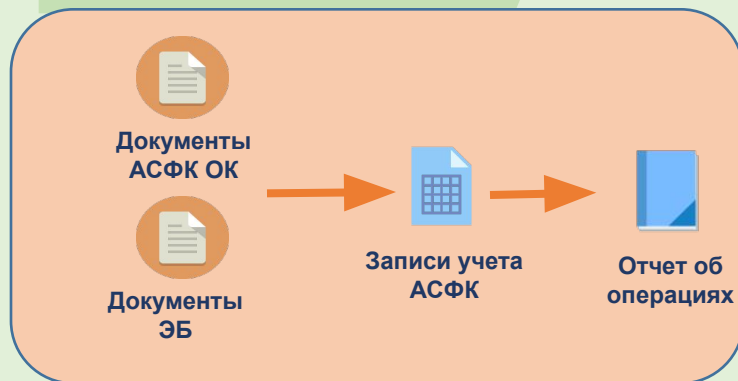 Документы
АСФК ОК
Документы
ЭБ
Записи учета
АСФК
Отчет об
операциях